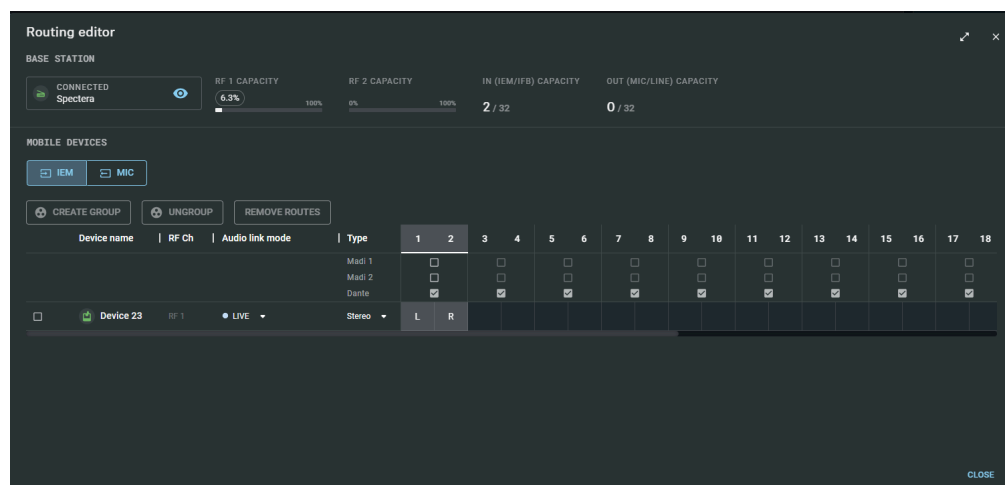 Routing editor
BASE STATION
CONNECTED
Spectera
RF 1 CAPACITY
6.3%
100%
RF 2 CAPACITY
0%
100%
IN (IEM/IFB) CAPACITY
2 / 32
OUT (MIC/LINE) CAPACITY
0 / 32
MOBILE DEVICES
IEM MIC
CREATE GROUP UNGROUP REMOVE ROUTES
Device name RF Ch Audio link mode Type 1 2 3 4 5 6 7 8 9 10 11 12 13 14 15 16 17 18
Madi 1
Madi 2
Dante
Device 23 RF 1 LIVE Stereo L R
CLOSE